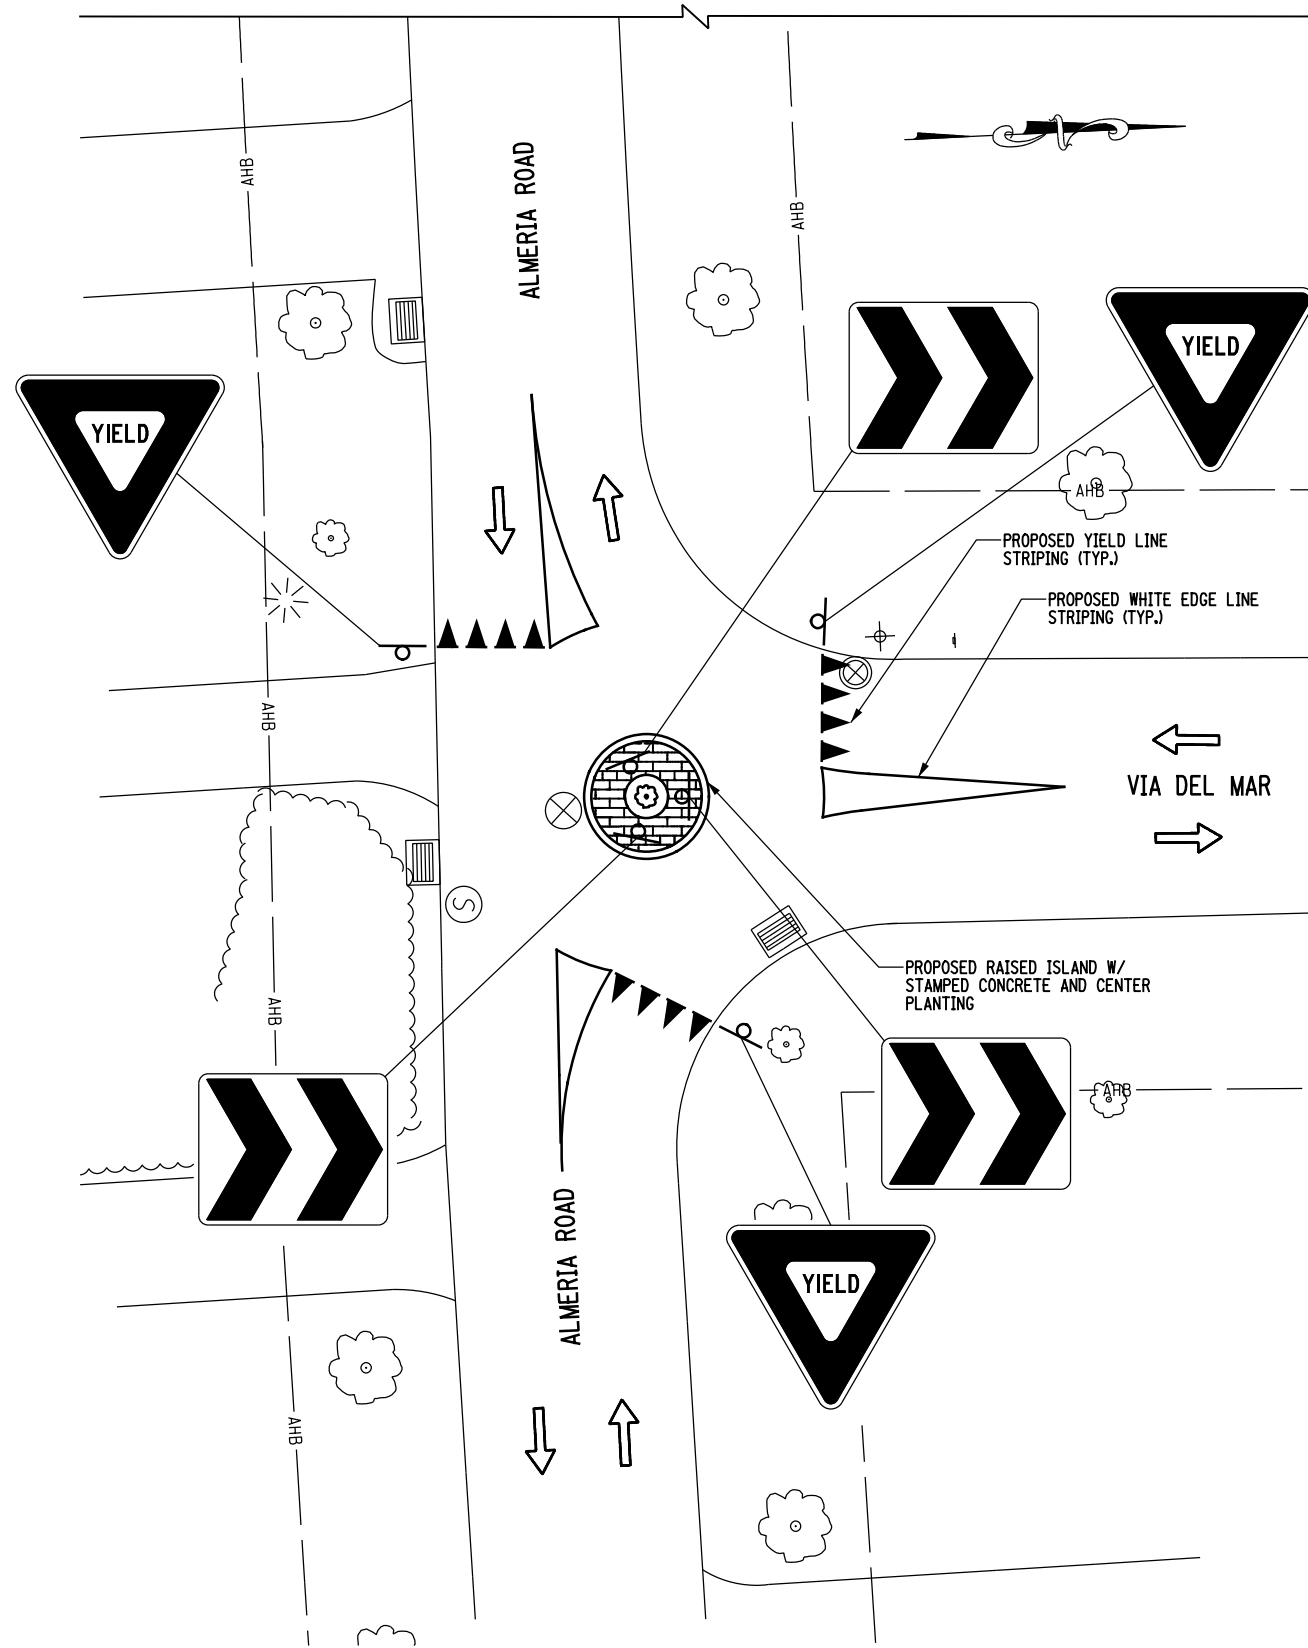 AHB
ALMERIA ROAD
AHB
YIELD
YIELD
AHB
PROPOSED YIELD LINE
STRIPING (TYP.)
PROPOSED WHITE EDGE LINE
STRIPING (TYP.)
AHB
VIA DEL MAR
S
PROPOSED RAISED ISLAND W/
STAMPED CONCRETE AND CENTER
PLANTING
AHB
AHB
ALMERIA ROAD
YIELD
AHB